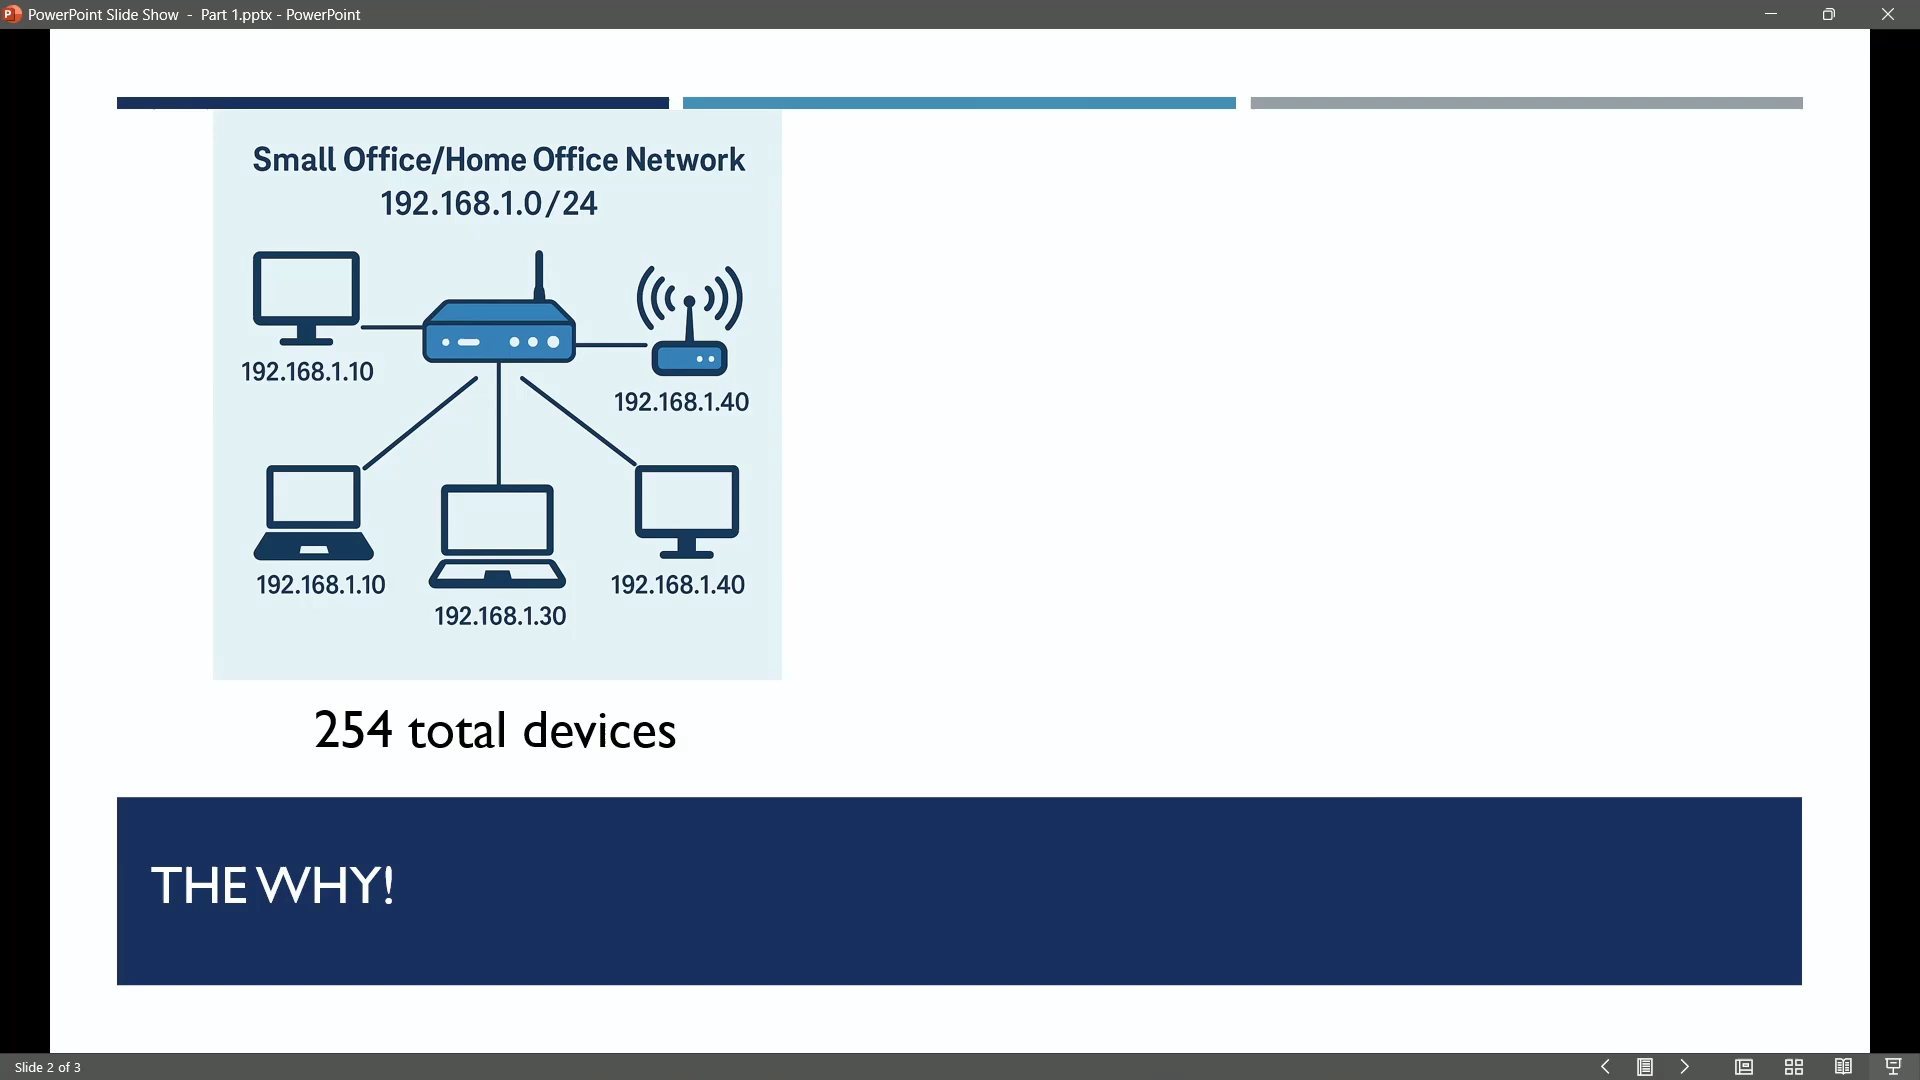 PowerPoint Slide Show - Part 1.pptx - PowerPoint
Small Office/Home Office Network
192.168.1.0/24
192.168.1.10
192.168.1.40
192.168.1.10
192.168.1.30
192.168.1.40
254 total devices
THE WHY!
Slide 2 of 3